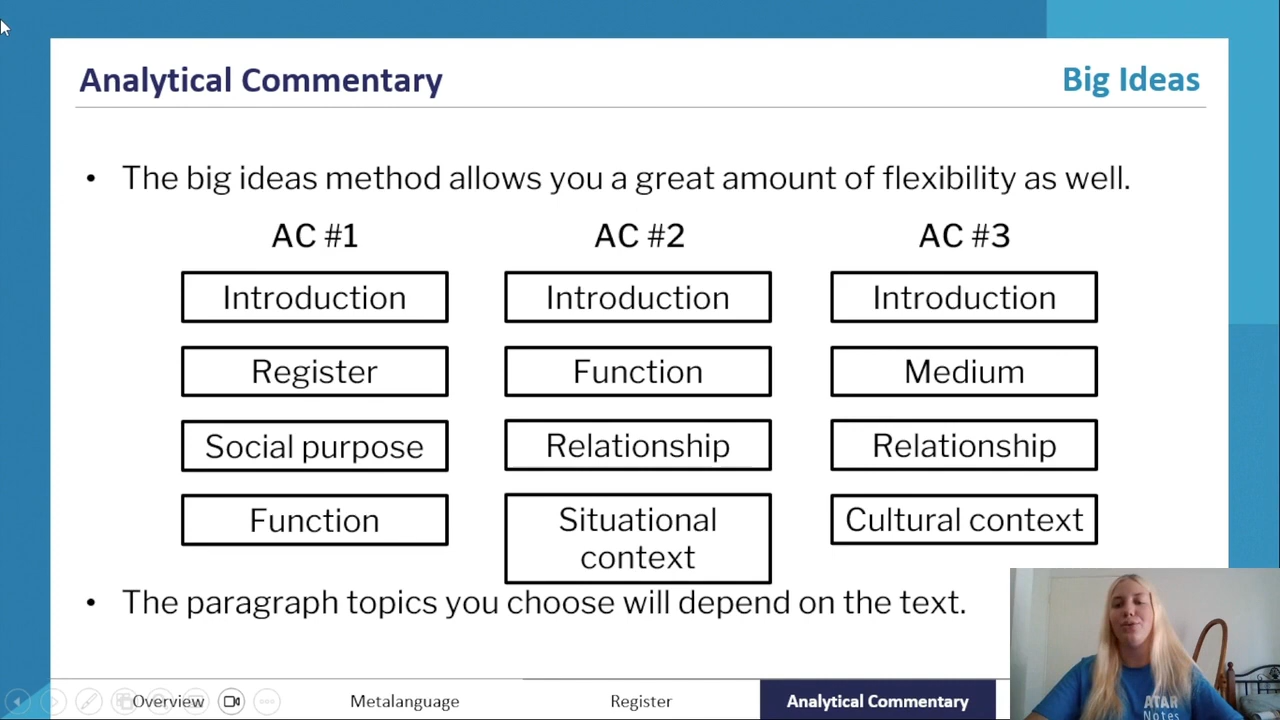 Analytical Commentary
Big Ideas
• The big ideas method allows you a great amount of flexibility as well.
AC #1
AC #2
AC #3
Introduction
Introduction
Introduction
Register
Function
Medium
Social purpose
Relationship
Relationship
Function
Situational
context
Cultural context
• The paragraph topics you choose will depend on the text.
Overview
Metalanguage
Register
Analytical Commentary
ATAR
Notes